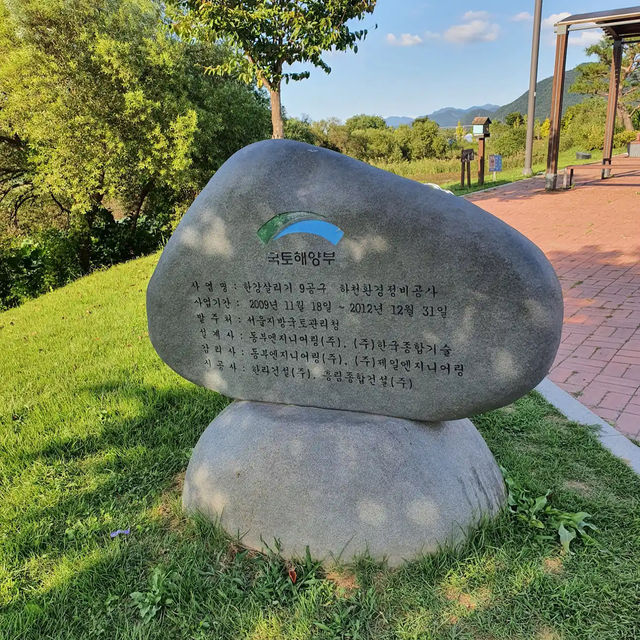 국토해양부
사 업 명 : 한강살리기 9공구 하천환경정비공사
사업기간 : 2009년 11월 18일 ~ 2012년 12월 31일
발 주 처 : 서울지방국토관리청
설 계 사 : 동부엔지니어링(주), (주)한국종합기술
감 리 사 : 동부엔지니어링(주), (주)제일엔지니어링
시 공 사 : 한라건설(주), 웅림종합건설(주)